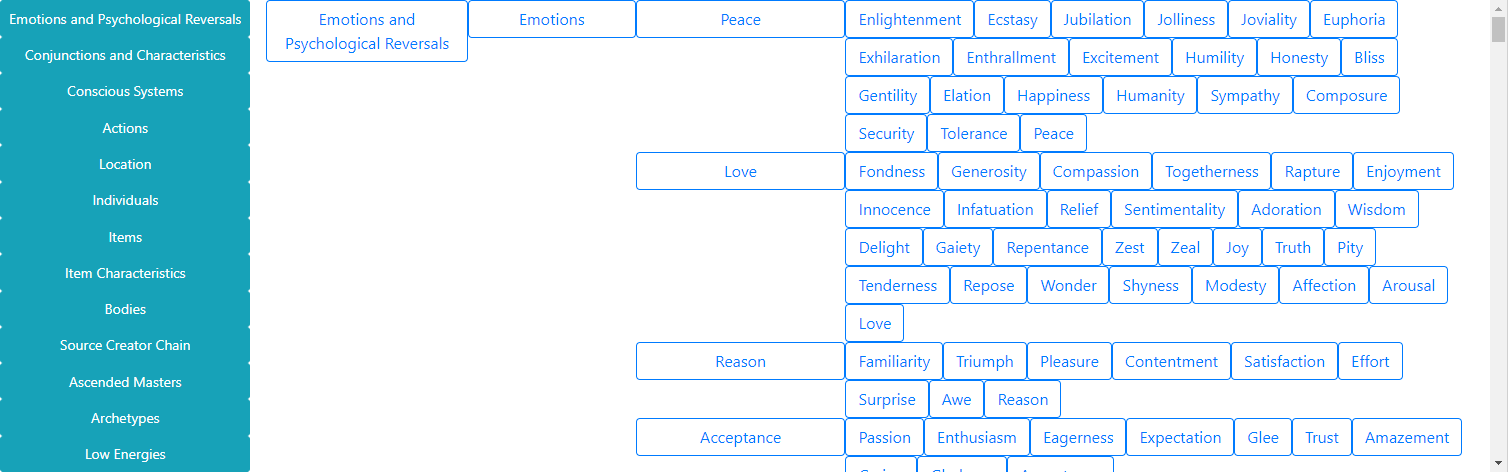 Emotions and Psychological Reversals
Conjunctions and Characteristics
Conscious Systems
Actions
Location
Individuals
Items
Item Characteristics
Bodies
Source Creator Chain
Ascended Masters
Archetypes
Low Energies
Emotions and
Psychological Reversals
Emotions
Peace
Enlightenment Ecstasy Jubilation Jolliness Joviality Euphoria
Exhilaration Enthrallment Excitement Humility Honesty Bliss
Gentility Elation Happiness Humanity Sympathy Composure
Security Tolerance Peace
Love
Fondness Generosity Compassion Togetherness Rapture Enjoyment
Innocence Infatuation Relief Sentimentality Adoration Wisdom
Delight Gaiety Repentance Zest Zeal Joy Truth Pity
Tenderness Repose Wonder Shyness Modesty Affection Arousal
Love
Reason
Familiarity Triumph Pleasure Contentment Satisfaction Effort
Surprise Awe Reason
Acceptance
Passion Enthusiasm Eagerness Expectation Glee Trust Amazement